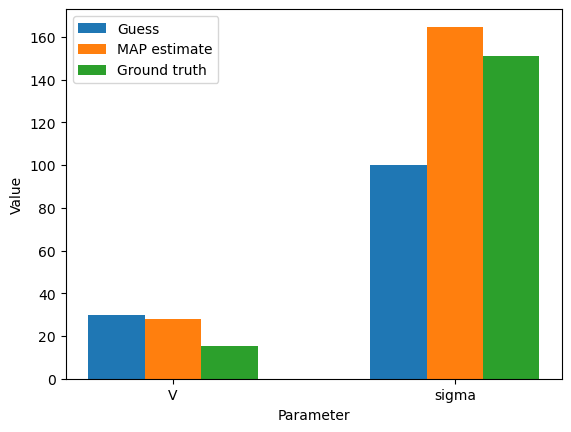 Guess
MAP estimate
Ground truth
160
140
120
100
80
60
40
20
0
Value
V
sigma
Parameter